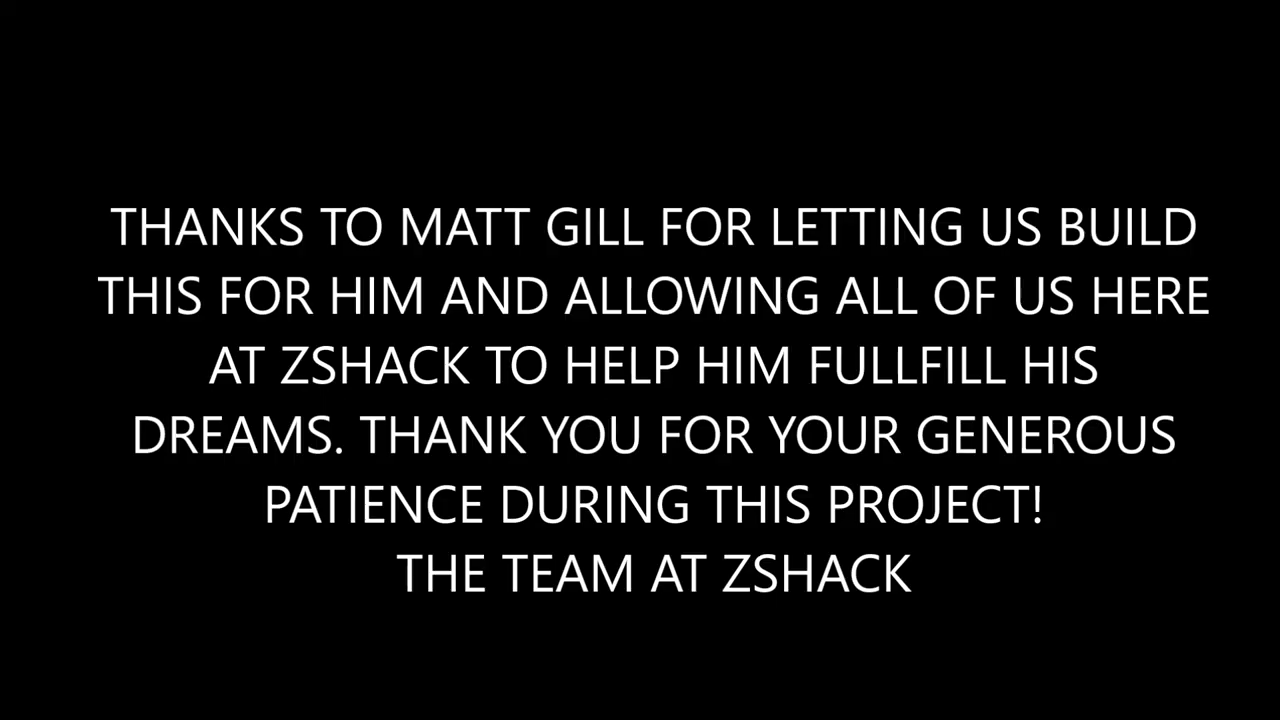 THANKS TO MATT GILL FOR LETTING US BUILD
THIS FOR HIM AND ALLOWING ALL OF US HERE
AT ZSHACK TO HELP HIM FULLFILL HIS
DREAMS. THANK YOU FOR YOUR GENEROUS
PATIENCE DURING THIS PROJECT!
THE TEAM AT ZSHACK